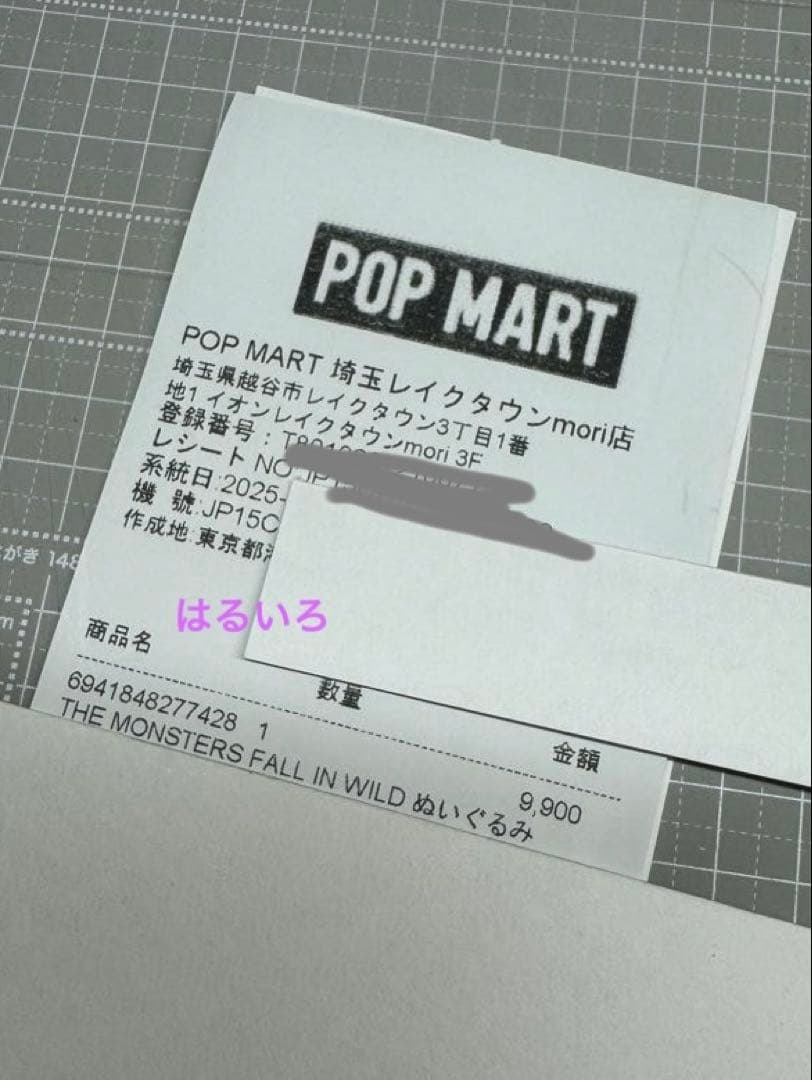 POP MART
POP MART 埼玉レイクタウンmori店
埼玉県越谷市レイクタウン3丁目1番
地1 イオンレイクタウンmori 3F
登録番号:
レシート NO
系統日:2025-
機 號:JP15C
作成地:東京都
はるいろ
商品名
数量
金額
6941848277428 1
9,900
THE MONSTERS FALL IN WILD ぬいぐるみ
がき 148